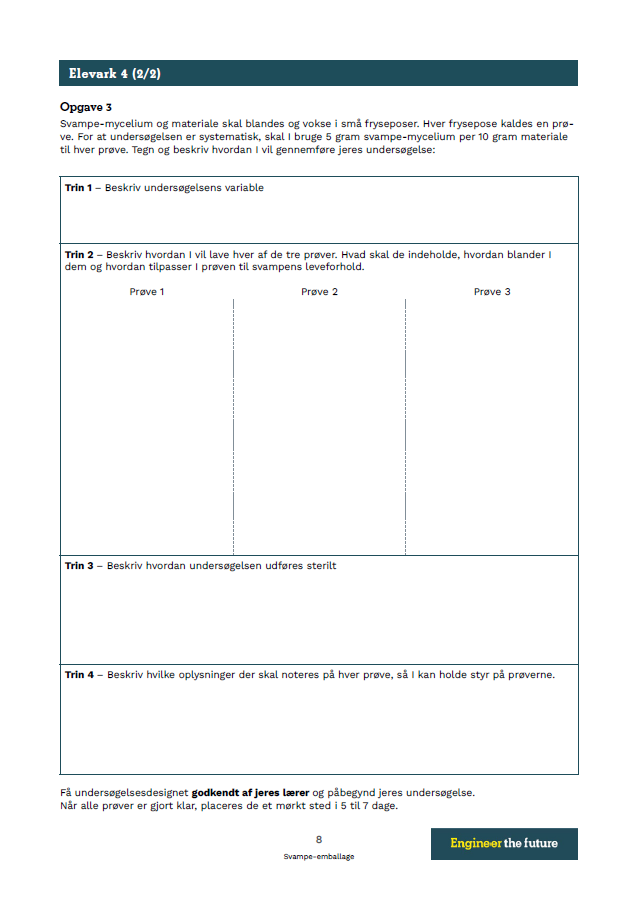 Elevark 4 (2/2)
Opgave 3
Svampe-mycelium og materiale skal blandes og vokse i små fryseposer. Hver frysepose kaldes en prø-
ve. For at undersøgelsen er systematisk, skal I bruge 5 gram svampe-mycelium per 10 gram materiale
til hver prøve. Tegn og beskriv hvordan I vil gennemføre jeres undersøgelse:
Trin 1 – Beskriv undersøgelsens variable
Trin 2 – Beskriv hvordan I vil lave hver af de tre prøver. Hvad skal de indeholde, hvordan blander I
dem og hvordan tilpasser I prøven til svampens leveforhold.
Prøve 1 Prøve 2 Prøve 3
Trin 3 – Beskriv hvordan undersøgelsen udføres sterilt
Trin 4 – Beskriv hvilke oplysninger der skal noteres på hver prøve, så I kan holde styr på prøverne.
Få undersøgelsesdesignet godkendt af jeres lærer og påbegynd jeres undersøgelse.
Når alle prøver er gjort klar, placeres de et mørkt sted i 5 til 7 dage.
8
Svampe-emballage
Engineer the future